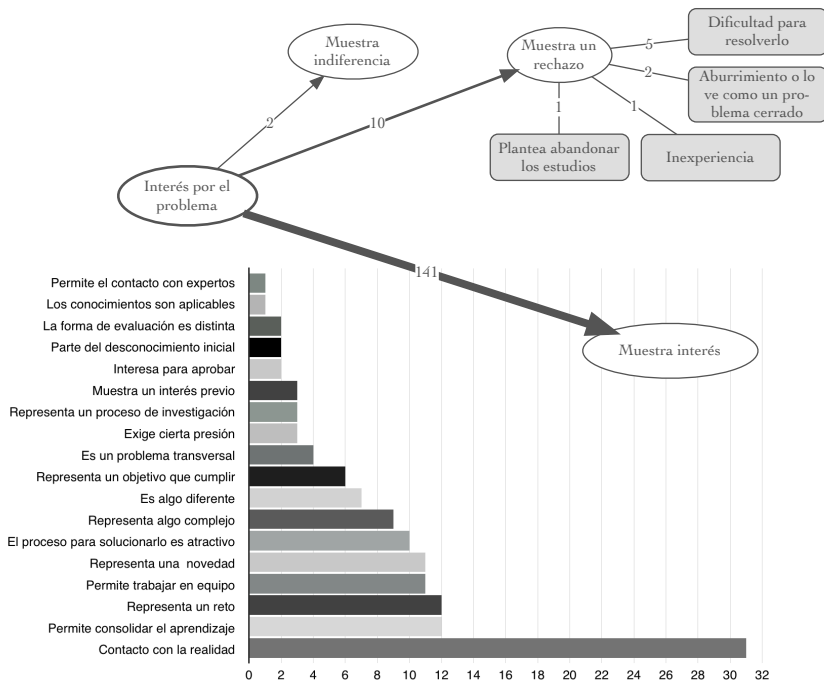 Muestra
indiferencia
Muestra un
rechazo
Dificultad para
resolverlo
Aburrimiento o lo
ve como un pro-
blema cerrado
Plantea abandonar
los estudios
Inexperiencia
5
2
1
1
2
10
Interés por el
problema
141
Muestra interés
Permite el contacto con expertos
Los conocimientos son aplicables
La forma de evaluación es distinta
Parte del desconocimiento inicial
Interesa para aprobar
Muestra un interés previo
Representa un proceso de investigación
Exige cierta presión
Es un problema transversal
Representa un objetivo que cumplir
Es algo diferente
Representa algo complejo
El proceso para solucionarlo es atractivo
Representa una novedad
Permite trabajar en equipo
Representa un reto
Permite consolidar el aprendizaje
Contacto con la realidad
0 2 4 6 8 10 12 14 16 18 20 22 24 26 28 30 32